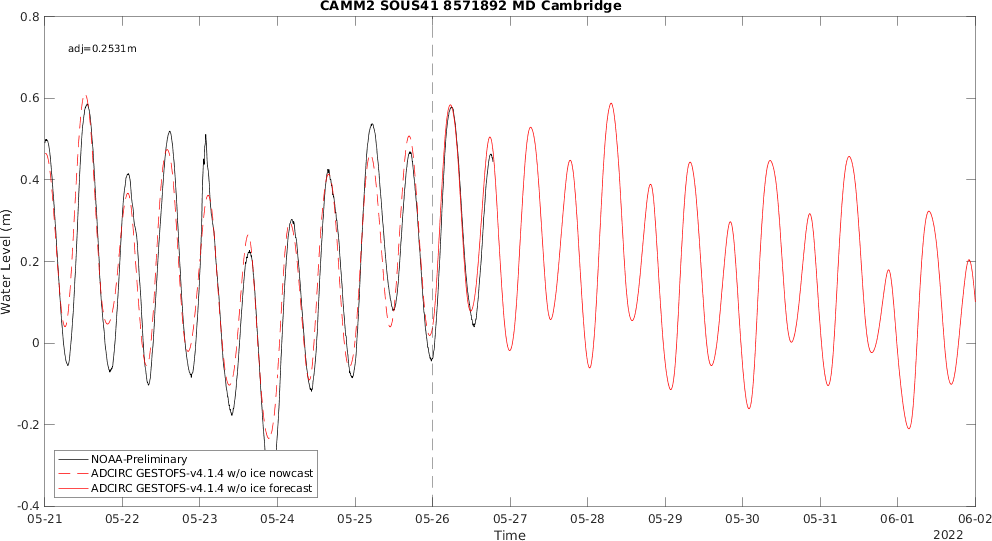 CAMM2 SOUS41 8571892 MD Cambridge
adj=0.2531m
0.8
0.6
0.4
0.2
0
-0.2
-0.4
Water Level (m)
NOAA-Preliminary
ADCIRC GESTOFS-v4.1.4 w/o ice nowcast
ADCIRC GESTOFS-v4.1.4 w/o ice forecast
05-21 05-22 05-23 05-24 05-25 05-26 05-27 05-28 05-29 05-30 05-31 06-01 06-02
Time
2022